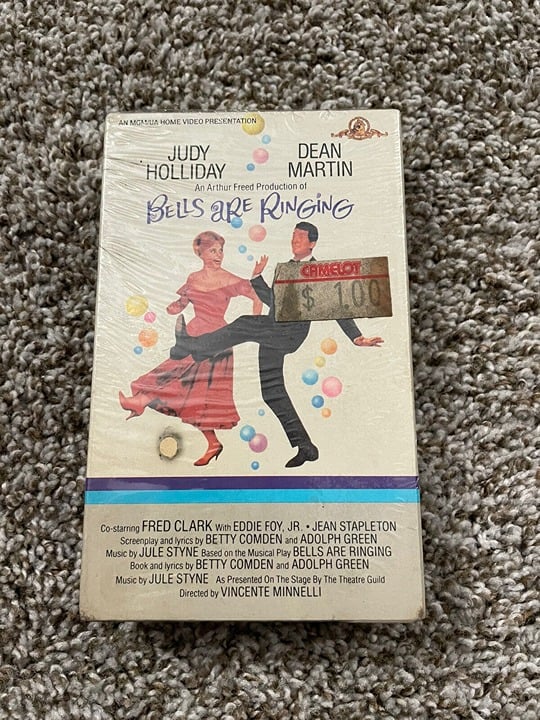 AN MGM/UA HOME VIDEO PRESENTATION
JUDY HOLLIDAY
DEAN MARTIN
An Arthur Freed Production of
BELLS ARE RINGING
CAMELOT
$ 1.00
Co-starring FRED CLARK With EDDIE FOY, JR. • JEAN STAPLETON
Screenplay and lyrics by BETTY COMDEN and ADOLPH GREEN
Music by JULE STYNE Based on the Musical Play BELLS ARE RINGING
Book and lyrics by BETTY COMDEN and ADOLPH GREEN
Music by JULE STYNE As Presented On The Stage By The Theatre Guild
Directed by VINCENTE MINNELLI